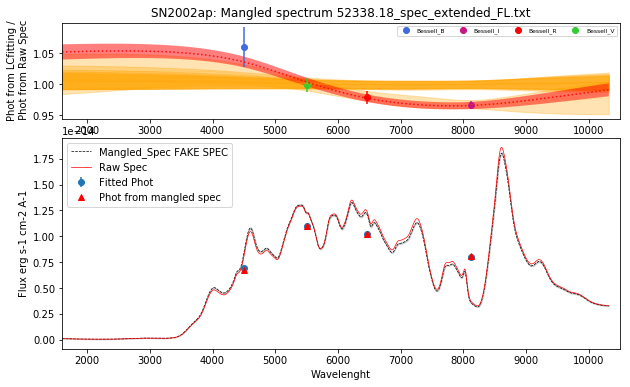 SN2002ap: Mangled spectrum 52338.18_spec_extended_FL.txt
Phot from LCfitting /
Phot from Raw Spec
1.05
1.00
0.95
Bessell_B
Bessell_I
Bessell_R
Bessell_V
2000 3000 4000 5000 6000 7000 8000 9000 10000
1e−14
Flux erg s-1 cm-2 A-1
1.75
1.50
1.25
1.00
0.75
0.50
0.25
0.00
Mangled_Spec FAKE SPEC
Raw Spec
Fitted Phot
Phot from mangled spec
2000 3000 4000 5000 6000 7000 8000 9000 10000
Wavelenght